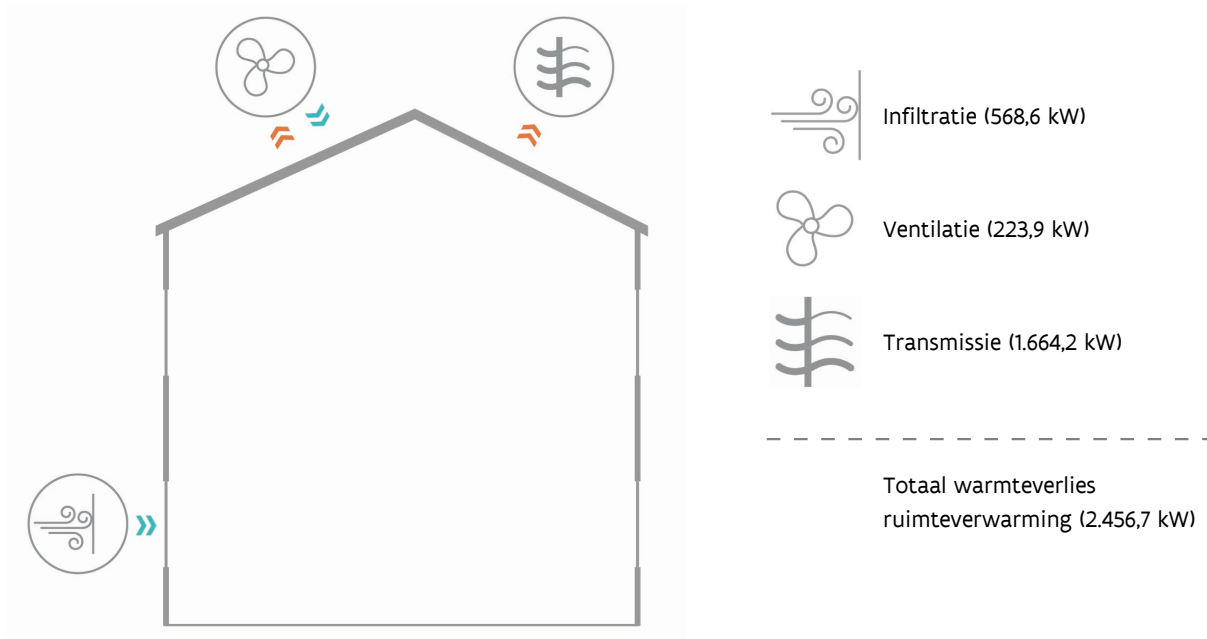 Infiltratie (568,6 kW)
Ventilatie (223,9 kW)
Transmissie (1.664,2 kW)
Totaal warmteverlies
ruimteverwarming (2.456,7 kW)